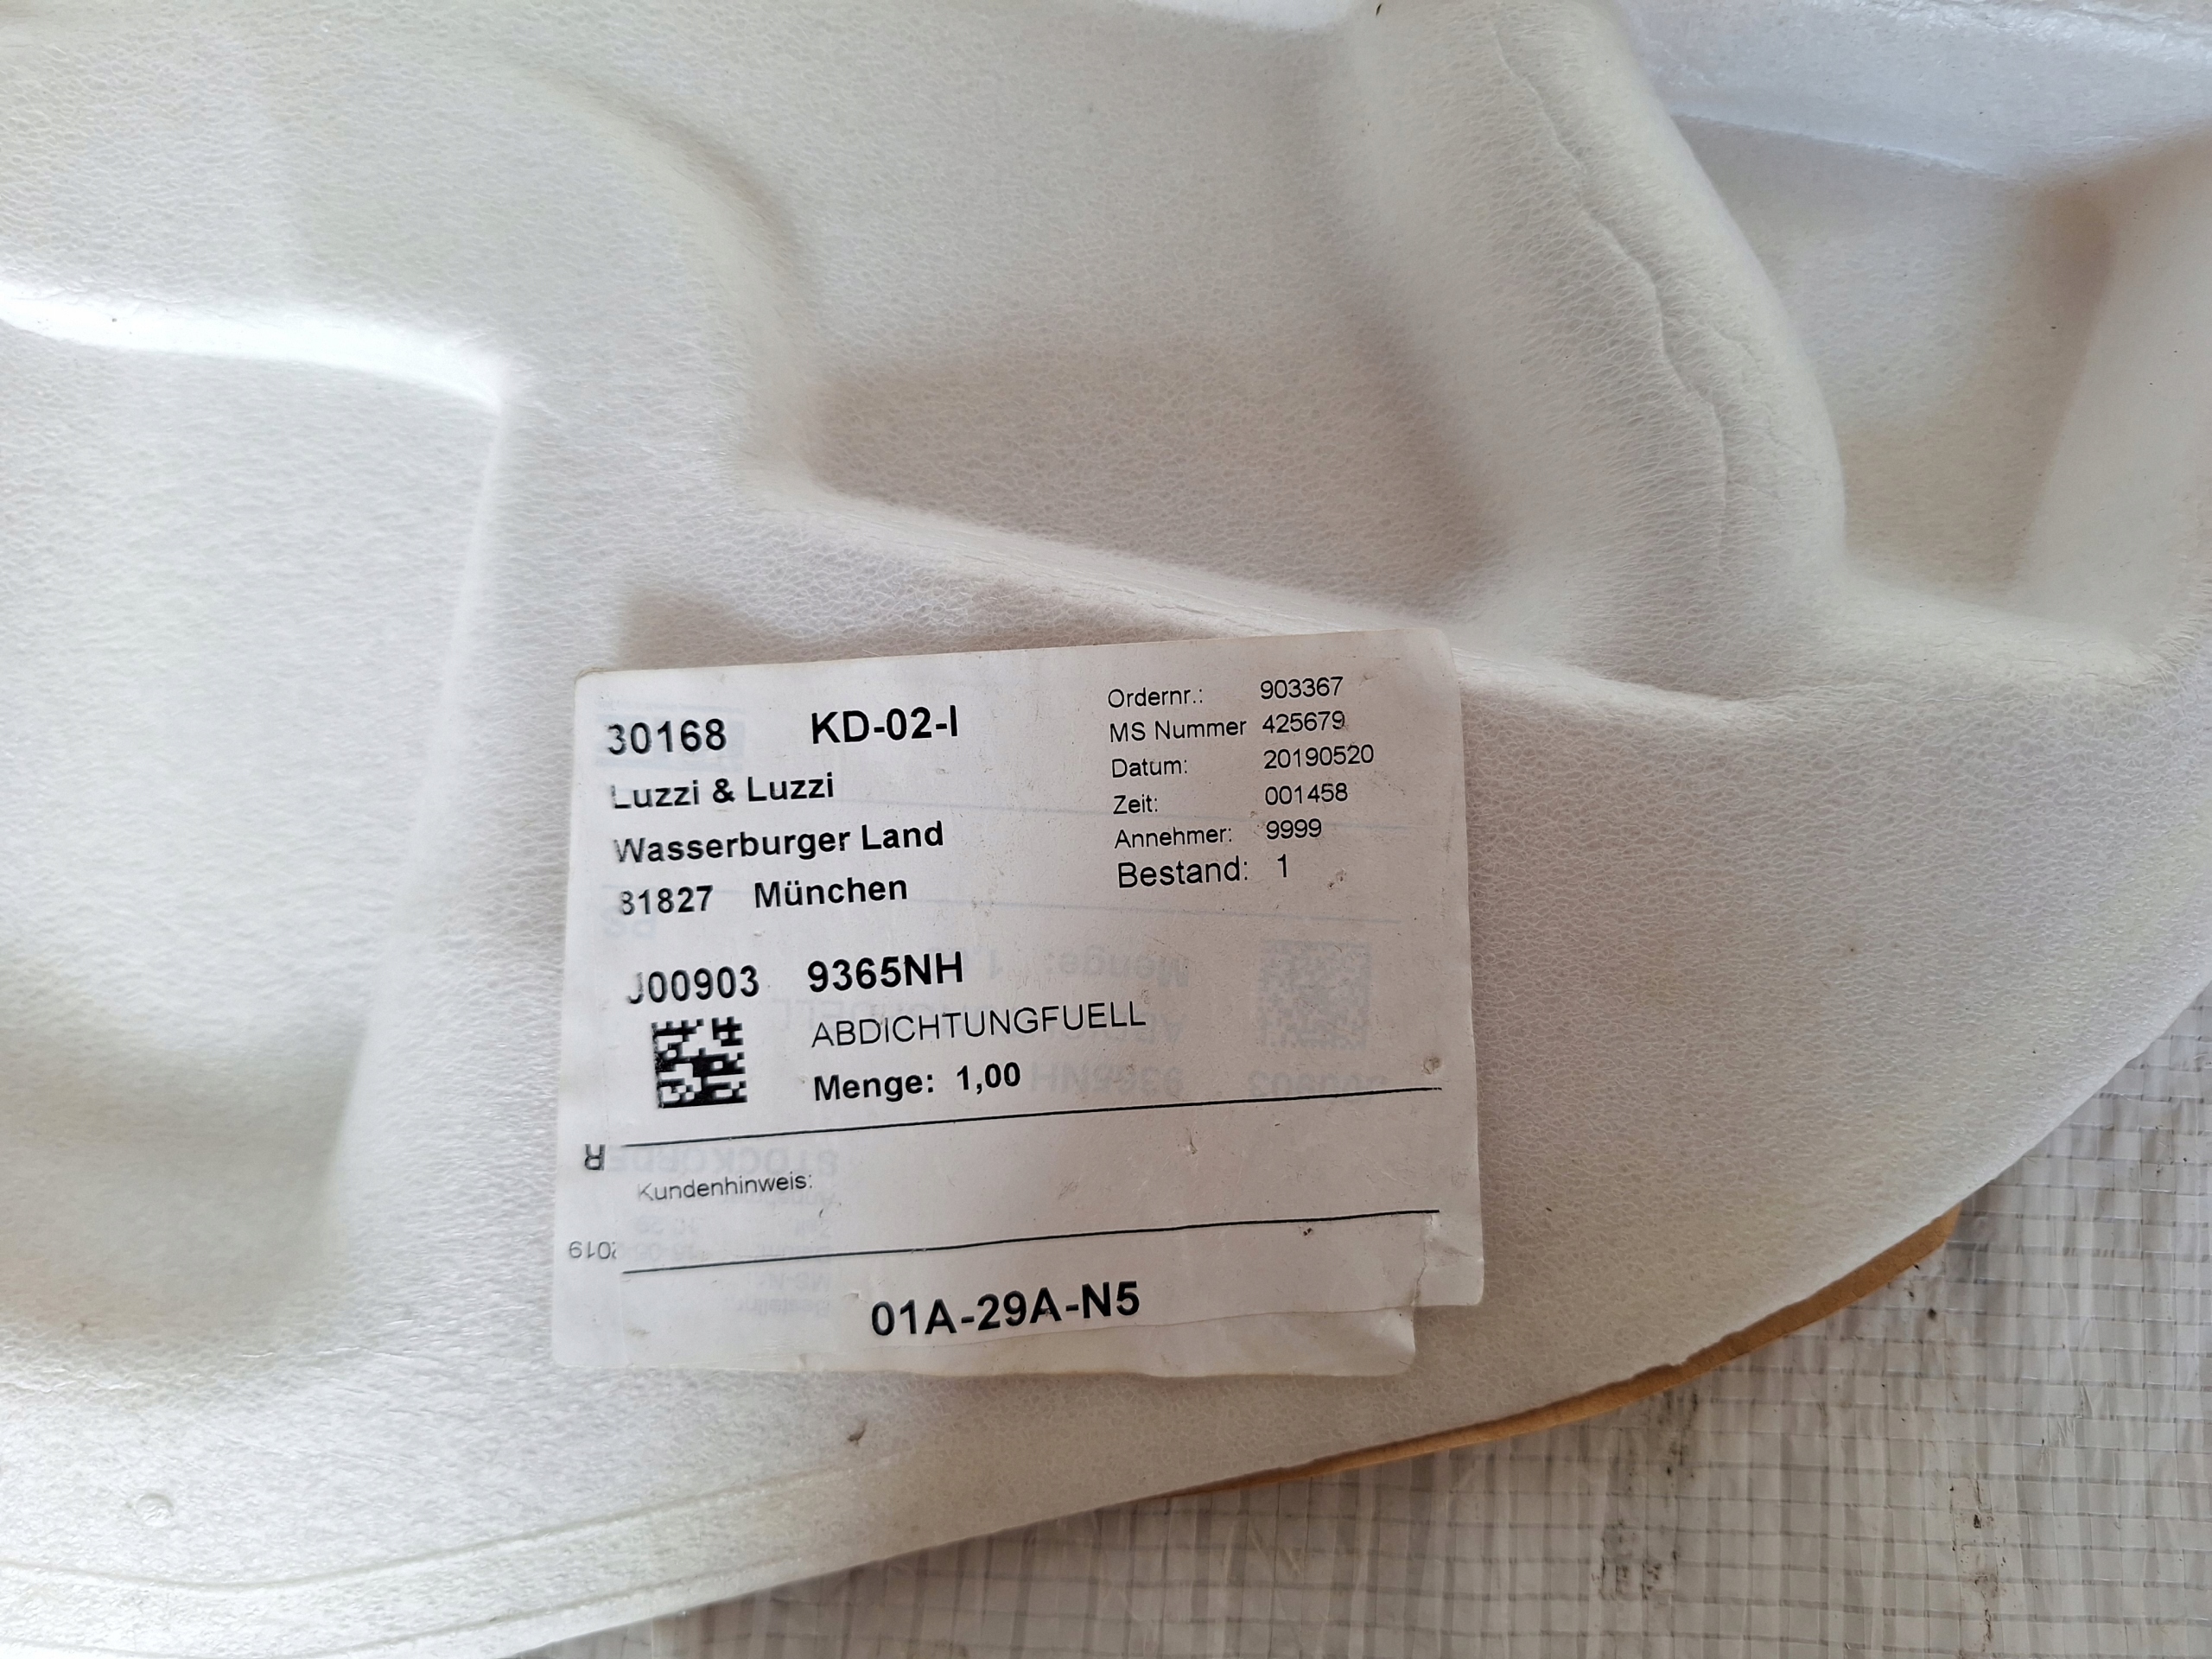 30168 KD-02-I
Luzzi & Luzzi
Wasserburger Land
81827 München
Ordernr.: 903367
MS Nummer 425679
Datum: 20190520
Zeit: 001458
Annehmer: 9999
Bestand: 1
J00903 9365NH
ABDICHTUNGFUELL
Menge: 1,00
R
Kundenhinweis:
2019
01A-29A-N5